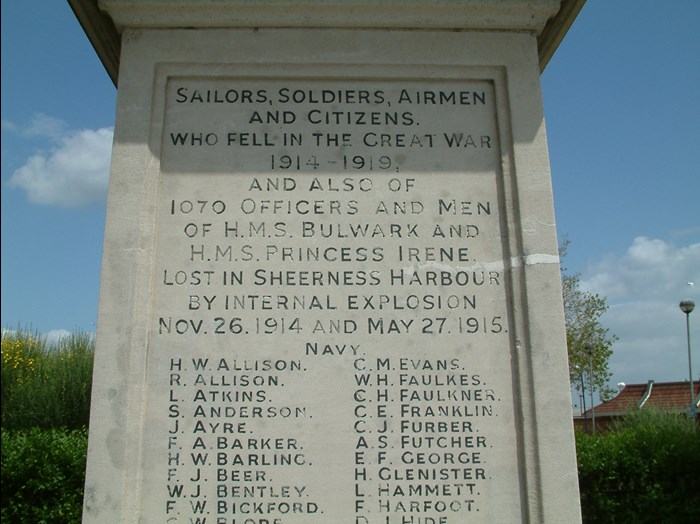 SAILORS, SOLDIERS, AIRMEN
AND CITIZENS.
WHO FELL IN THE GREAT WAR
1914-1919,
AND ALSO OF
1070 OFFICERS AND MEN
OF H.M.S. BULWARK AND
H.M.S. PRINCESS IRENE.
LOST IN SHEERNESS HARBOUR
BY INTERNAL EXPLOSION
NOV. 26. 1914 AND MAY 27. 1915.
NAVY.
H. W. ALLISON.
R. ALLISON.
L. ATKINS.
S. ANDERSON.
J. AYRE.
F. A. BARKER.
H. W. BARLING.
F. J. BEER.
W. J. BENTLEY.
F. W. BICKFORD.
C. M. EVANS.
W. H. FAULKES.
C. H. FAULKNER.
C. E. FRANKLIN.
C. J. FURBER.
A. S. FUTCHER.
E. F. GEORGE.
H. GLENISTER.
L. HAMMETT.
F. HARFOOT.
D. J. HIDE.